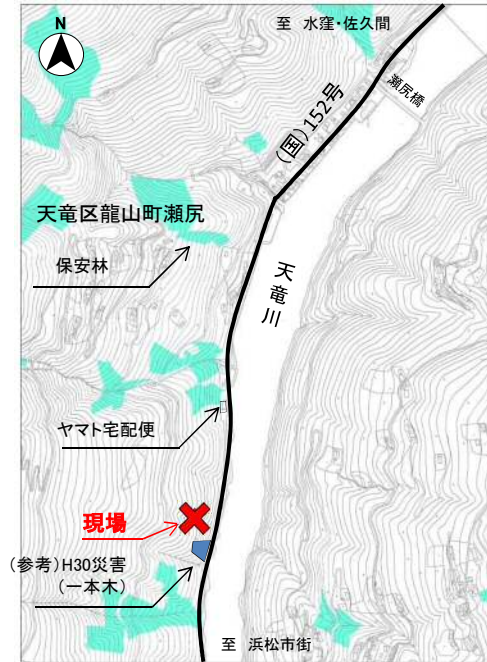 N
至 水窪・佐久間
瀬尻橋
(国)152号
天竜区龍山町瀬尻
保安林
天竜川
ヤマト宅配便
現場
(参考)H30災害
(一本木)
至 浜松市街